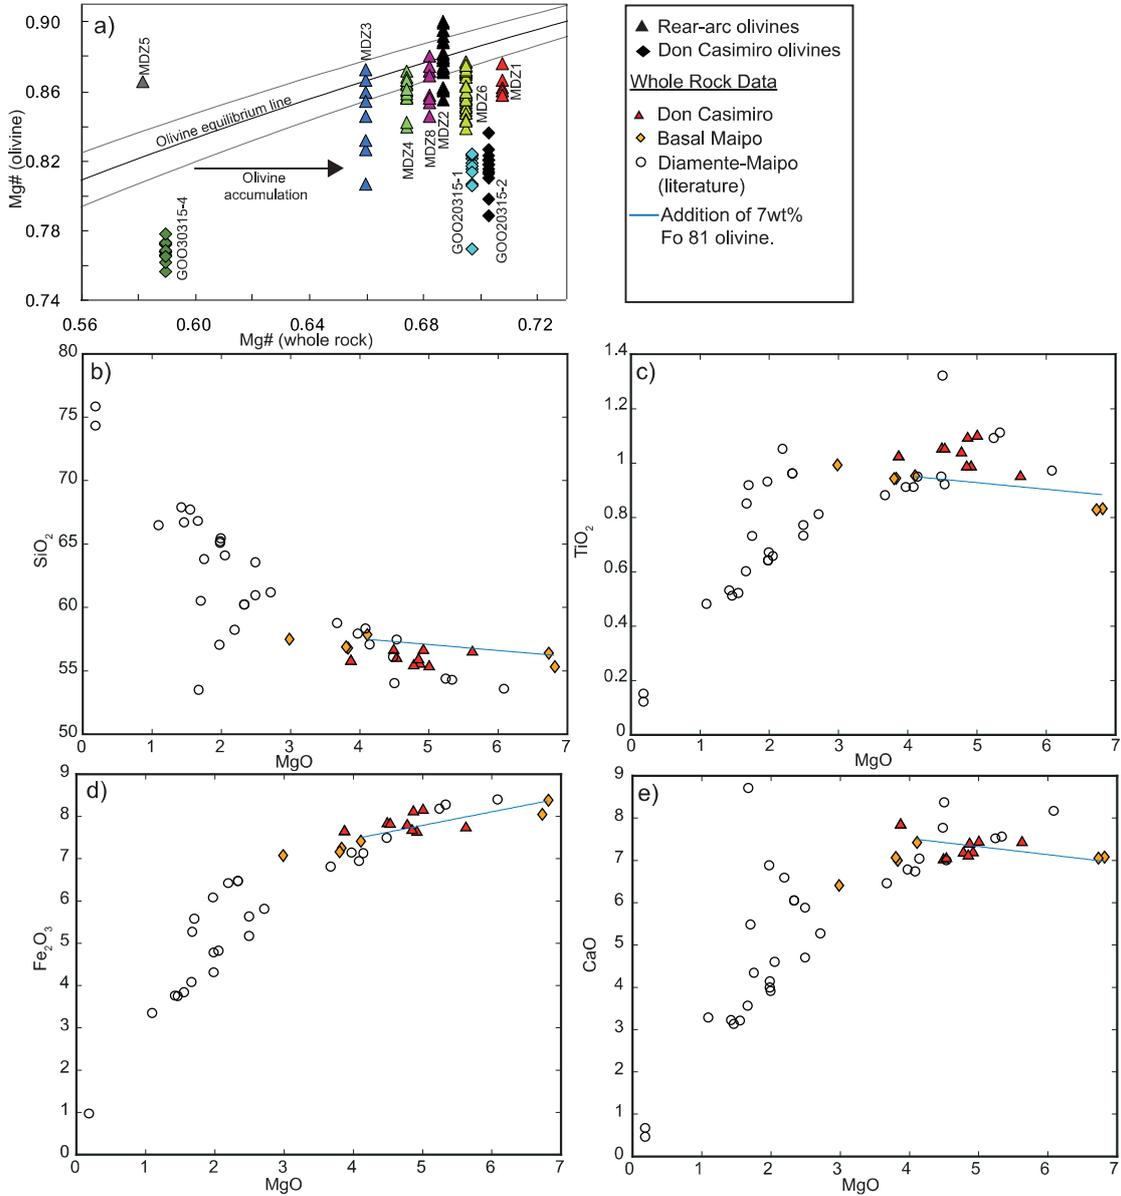 a)
0.90
0.86
0.82
0.78
0.74
Mg# (olivine)
0.56
0.60
0.64
0.68
0.72
Mg# (whole rock)
MDZ5
MDZ3
MDZ4
MDZ8
MDZ2
MDZ6
MDZ1
GOO30315-4
GOO20315-1
GOO20315-2
Olivine equilibrium line
Olivine
accumulation
Rear-arc olivines
Don Casimiro olivines
Whole Rock Data
Don Casimiro
Basal Maipo
Diamente-Maipo
(literature)
Addition of 7wt%
Fo 81 olivine.
b)
80
75
70
65
60
55
50
SiO2
0
1
2
3
4
5
6
7
MgO
c)
1.4
1.2
1
0.8
0.6
0.4
0.2
0
TiO2
0
1
2
3
4
5
6
7
MgO
d)
9
8
7
6
5
4
3
2
1
0
Fe2O3
0
1
2
3
4
5
6
7
MgO
e)
9
8
7
6
5
4
3
2
1
0
CaO
0
1
2
3
4
5
6
7
MgO